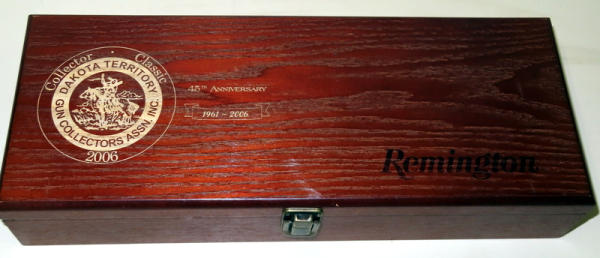 Collector Classic
DAKOTA TERRITORY
GUN COLLECTORS ASSN. INC.
2006
45TH ANNIVERSARY
1961 - 2006
Remington